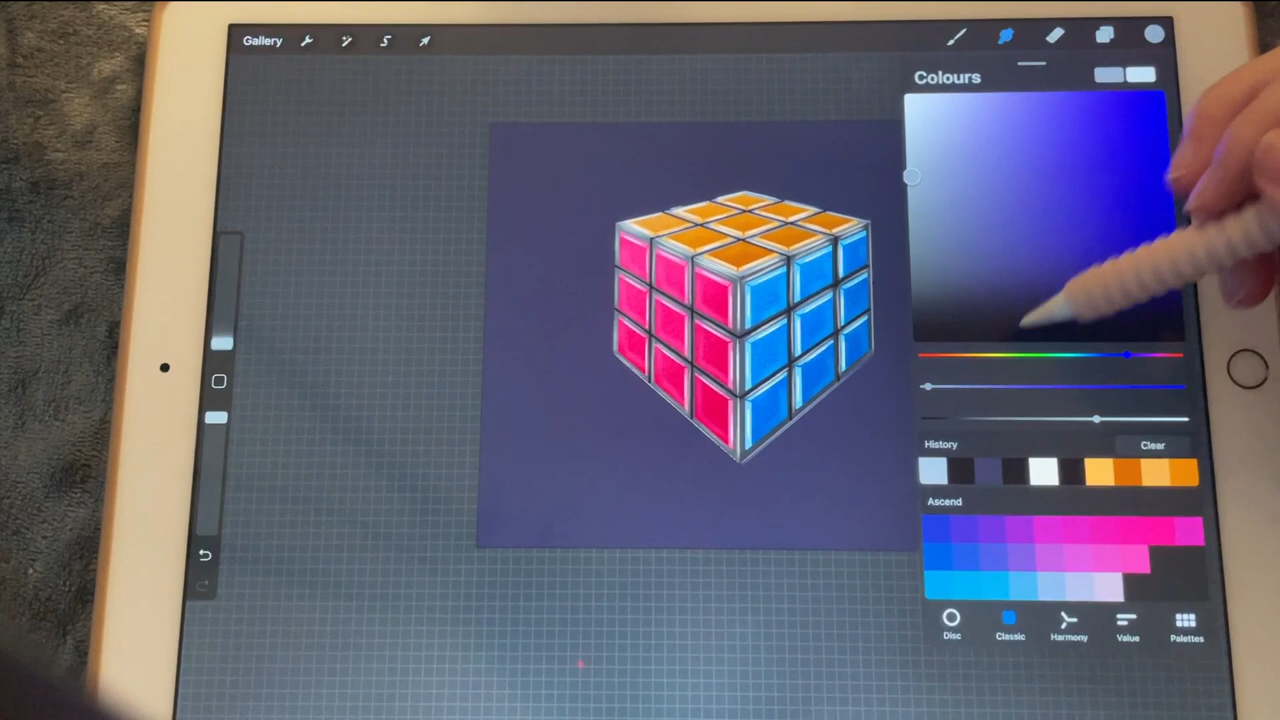 Gallery
Colours
History
Clear
Ascend
Disc
Classic
Harmony
Value
Palettes